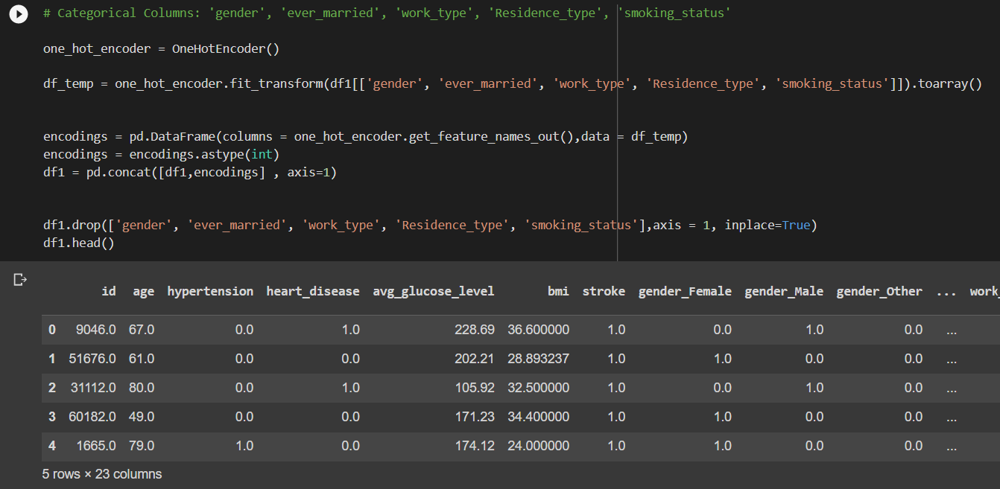 # Categorical Columns: 'gender', 'ever_married', 'work_type', 'Residence_type', 'smoking_status'
one_hot_encoder = OneHotEncoder()
df_temp = one_hot_encoder.fit_transform(df1[['gender', 'ever_married', 'work_type', 'Residence_type', 'smoking_status']]).toarray()
encodings = pd.DataFrame(columns = one_hot_encoder.get_feature_names_out(),data = df_temp)
encodings = encodings.astype(int)
df1 = pd.concat([df1,encodings] , axis=1)
df1.drop(['gender', 'ever_married', 'work_type', 'Residence_type', 'smoking_status'],axis = 1, inplace=True)
df1.head()
id age hypertension heart_disease avg_glucose_level bmi stroke gender_Female gender_Male gender_Other ... work_
0 9046.0 67.0 0.0 1.0 228.69 36.600000 1.0 0.0 1.0 0.0 ...
1 51676.0 61.0 0.0 0.0 202.21 28.893237 1.0 1.0 0.0 0.0 ...
2 31112.0 80.0 0.0 1.0 105.92 32.500000 1.0 0.0 1.0 0.0 ...
3 60182.0 49.0 0.0 0.0 171.23 34.400000 1.0 1.0 0.0 0.0 ...
4 1665.0 79.0 1.0 0.0 174.12 24.000000 1.0 1.0 0.0 0.0 ...
5 rows × 23 columns